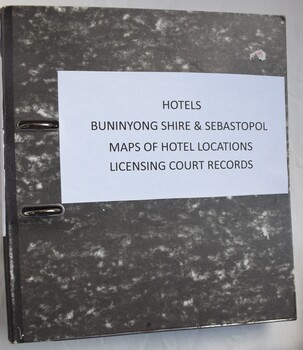 HOTELS
BUNINYONG SHIRE & SEBASTOPOL
MAPS OF HOTEL LOCATIONS
LICENSING COURT RECORDS